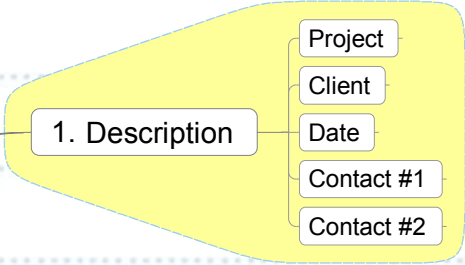 1. Description
Project
Client
Date
Contact #1
Contact #2